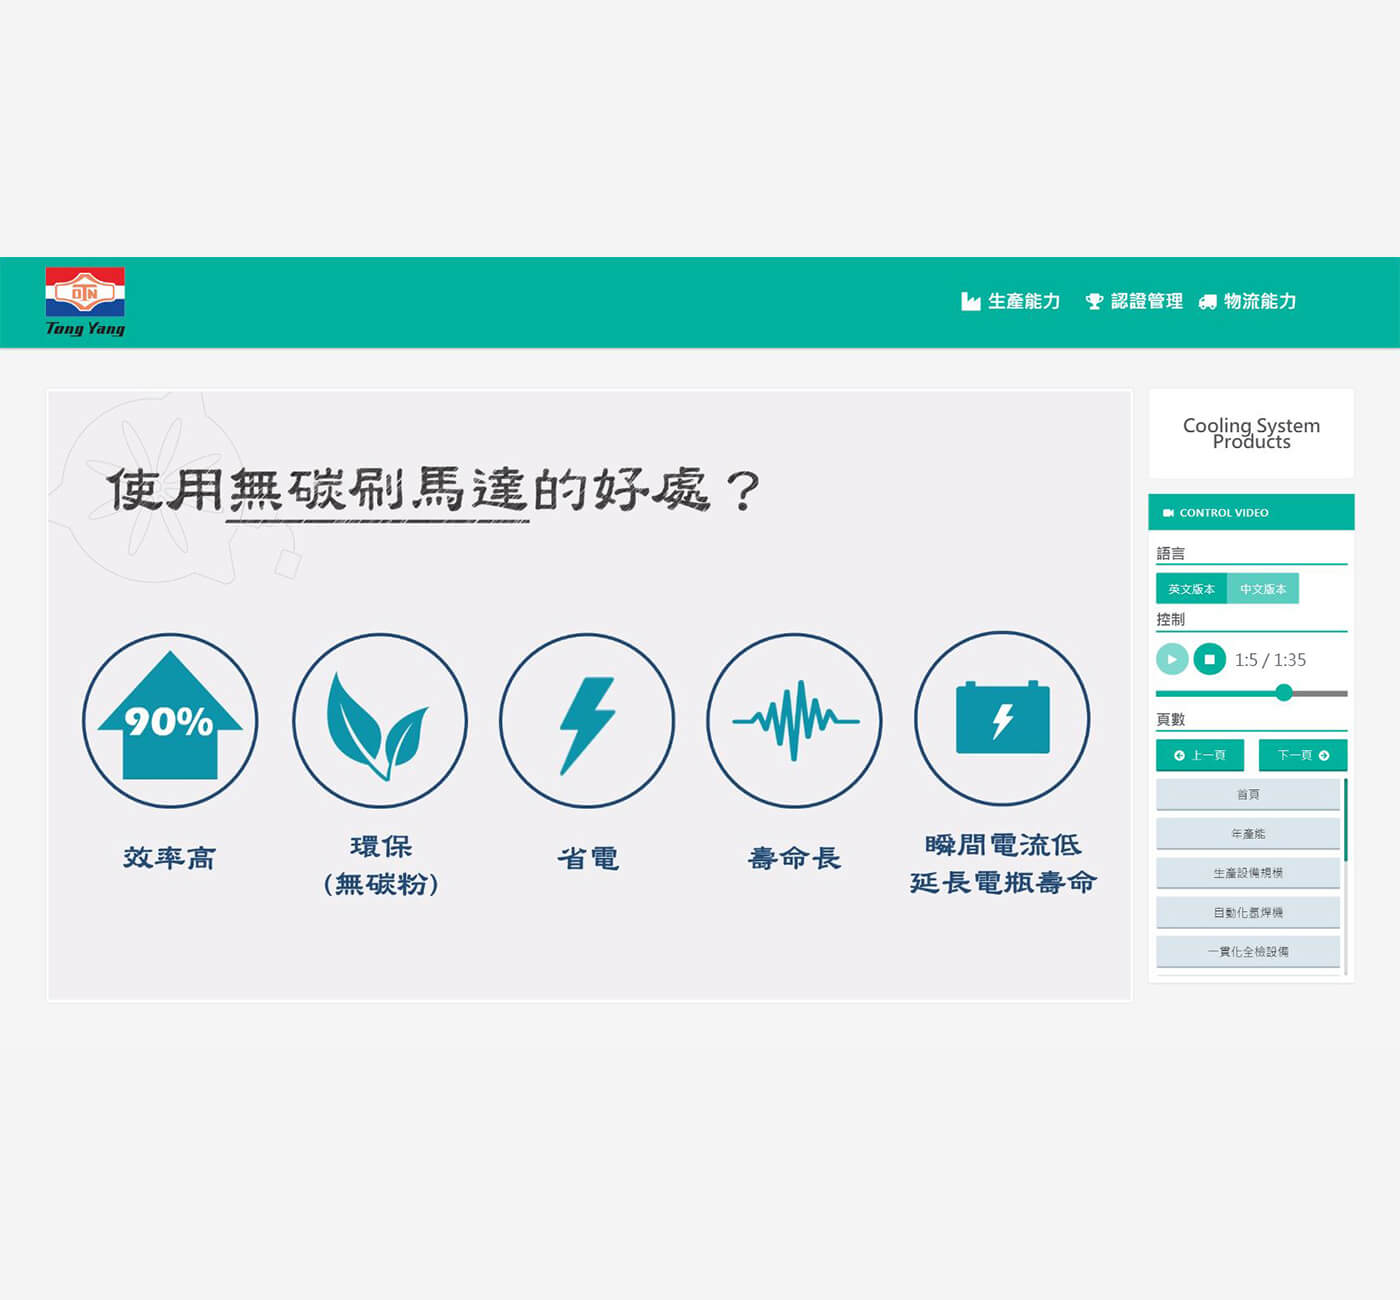 DTN
Tong Yang
生產能力 認證管理 物流能力
使用無碳刷馬達的好處？
90%
效率高
環保
(無碳粉)
省電
壽命長
瞬間電流低
延長電瓶壽命
Cooling System
Products
CONTROL VIDEO
語言
英文版本 中文版本
控制
1:5 / 1:35
頁數
上一頁 下一頁
首頁
年產能
生產設備規模
自動化氬焊機
一貫化全檢設備